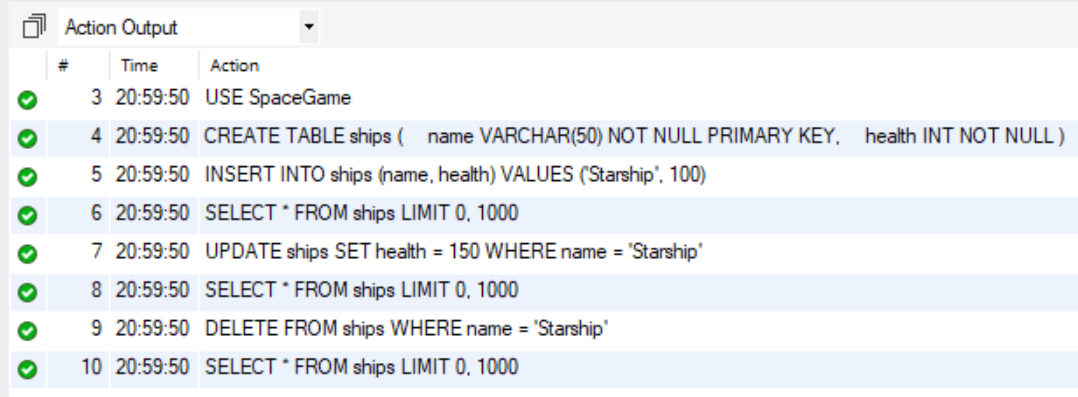 Action Output
# Time Action
3 20:59:50 USE SpaceGame
4 20:59:50 CREATE TABLE ships (     name VARCHAR(50) NOT NULL PRIMARY KEY,     health INT NOT NULL )
5 20:59:50 INSERT INTO ships (name, health) VALUES ('Starship', 100)
6 20:59:50 SELECT * FROM ships LIMIT 0, 1000
7 20:59:50 UPDATE ships SET health = 150 WHERE name = 'Starship'
8 20:59:50 SELECT * FROM ships LIMIT 0, 1000
9 20:59:50 DELETE FROM ships WHERE name = 'Starship'
10 20:59:50 SELECT * FROM ships LIMIT 0, 1000